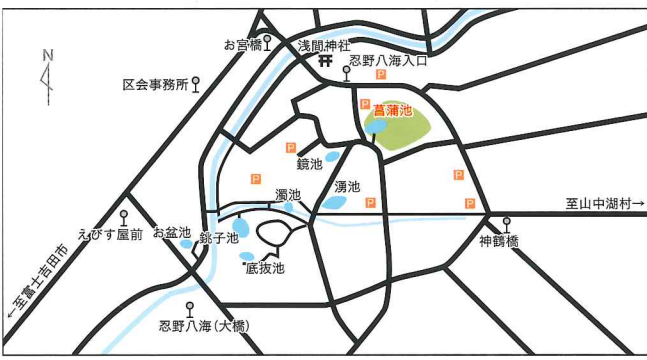 お宮橋
浅間神社
N
忍野八海入口
P
区会事務所
P
菖蒲池
P
鏡池
P
湧池
P
P
濁池
P
至山中湖村→
えびす屋前
お盆池
銚子池
神鶴橋
底抜池
←至富士吉田市
忍野八海(大橋)